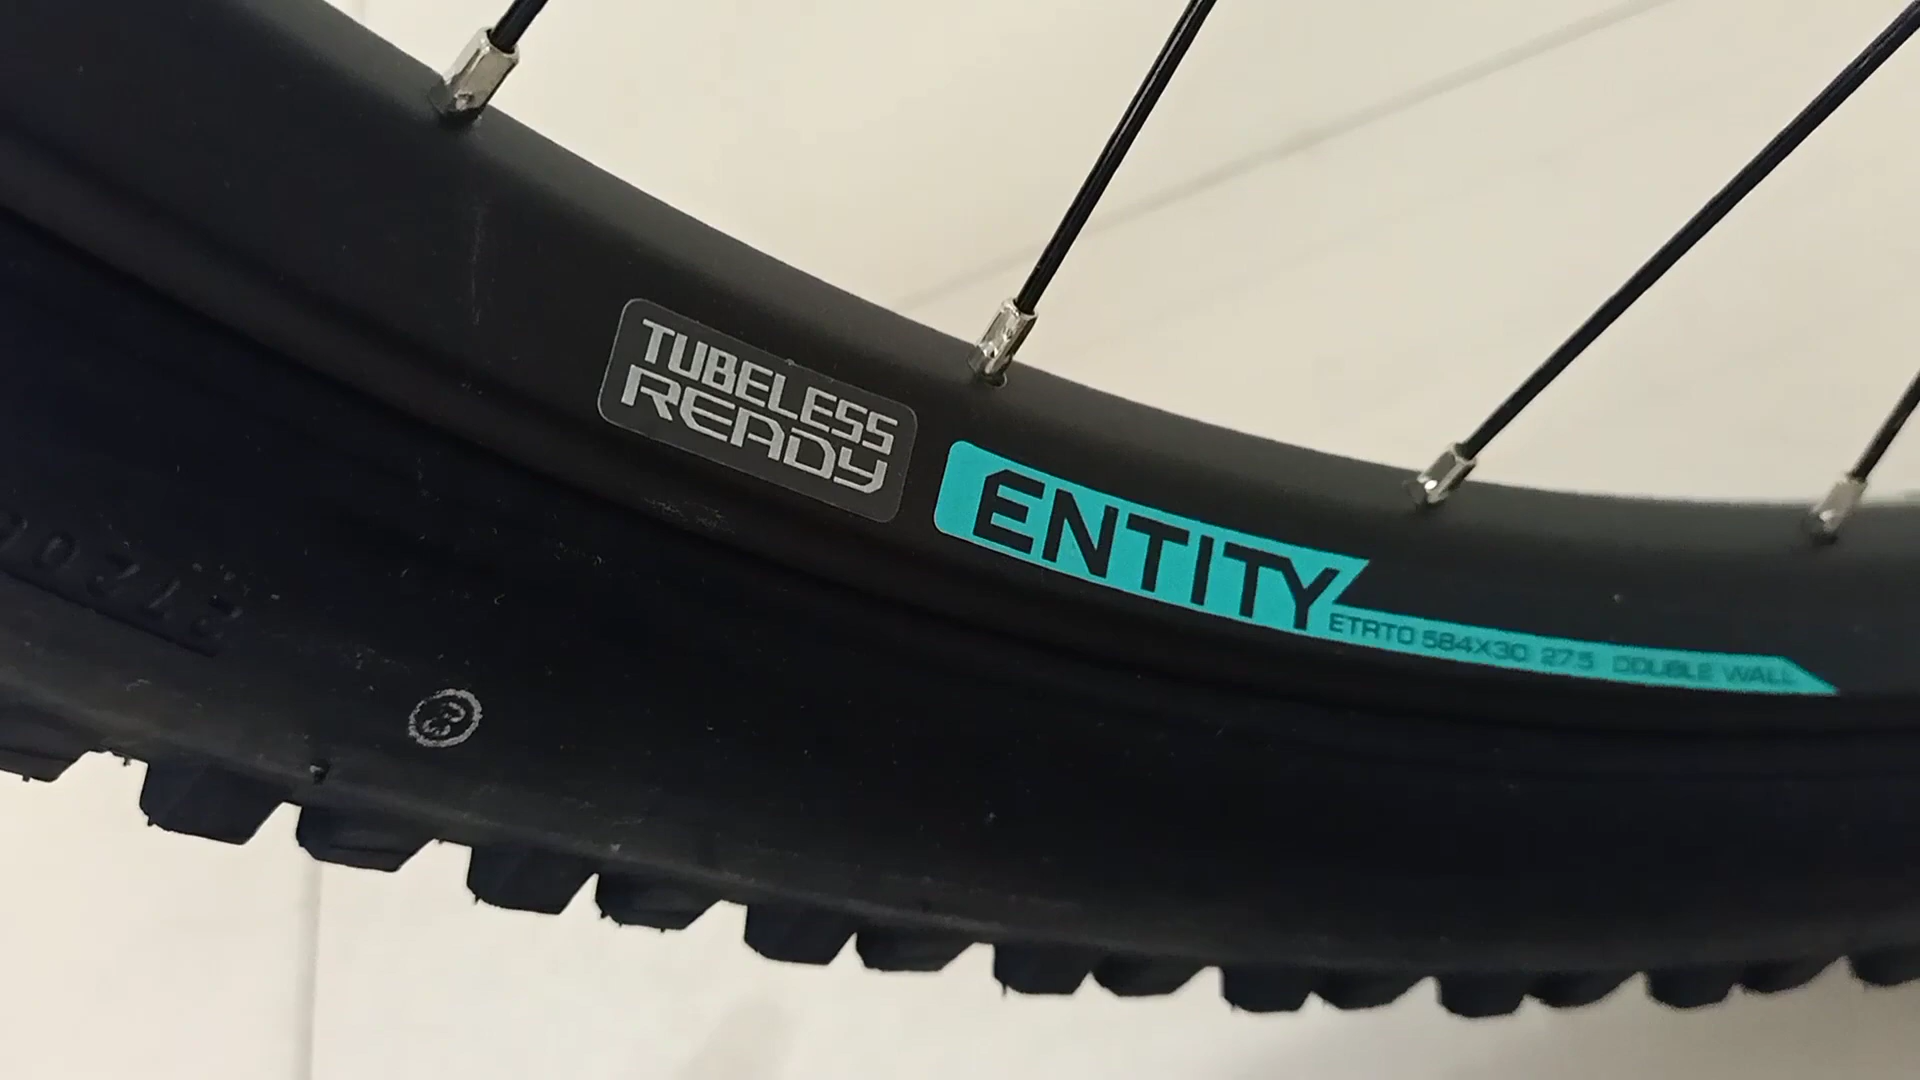 TUBELESS
READY
ENTITY
ETRTO 584X30 27.5 DOUBLE WALL
®